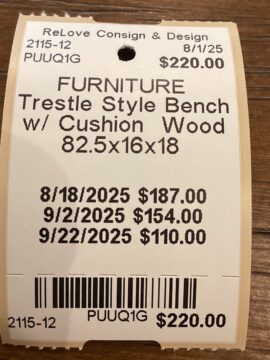 ReLove Consign & Design
2115-12 8/1/25
PUUQ1G $220.00
FURNITURE
Trestle Style Bench
w/ Cushion Wood
82.5x16x18
8/18/2025 $187.00
9/2/2025 $154.00
9/22/2025 $110.00
2115-12 PUUQ1G $220.00